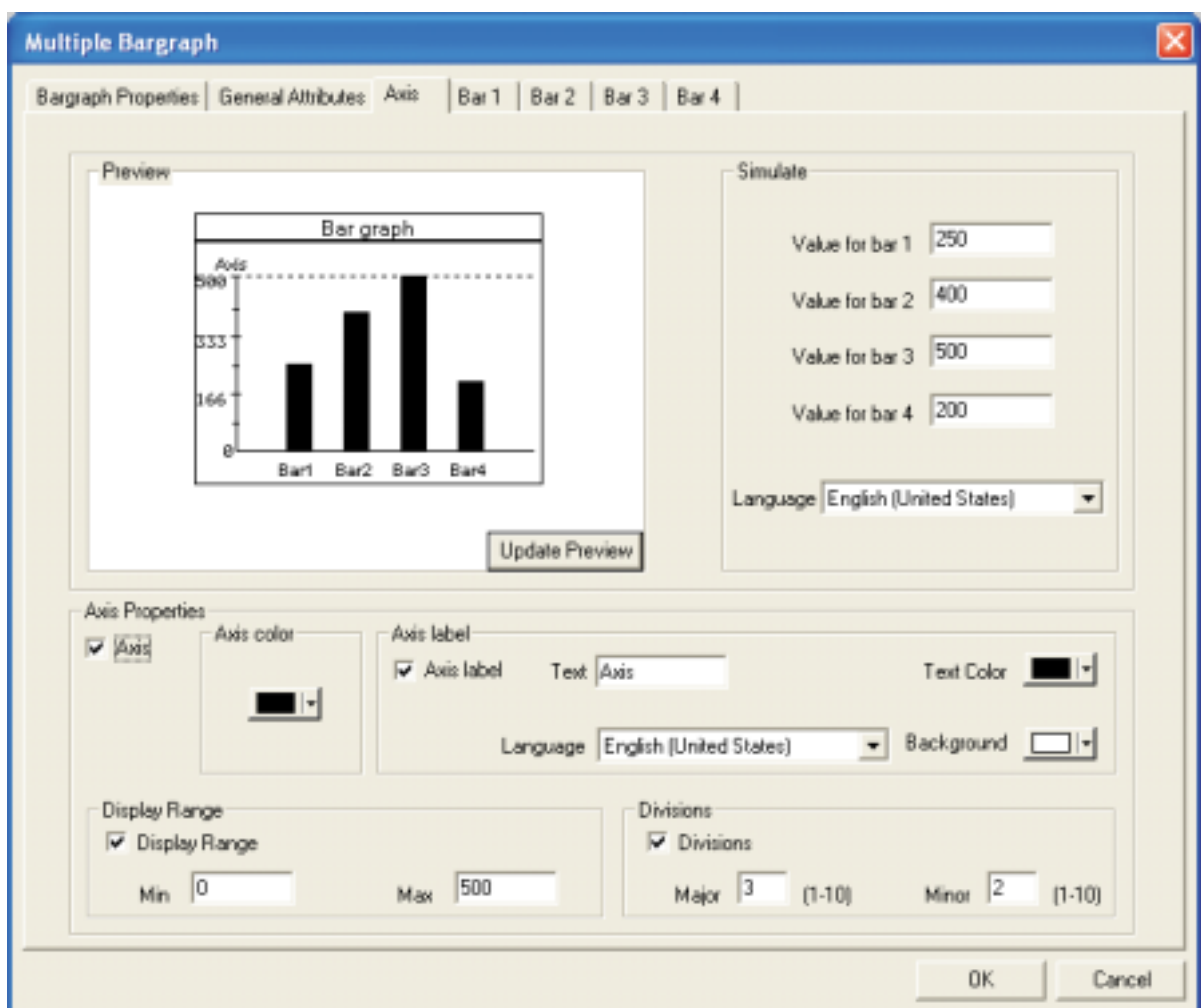 Multiple Bargraph
Bargraph Properties General Attributes Axis Bar 1 Bar 2 Bar 3 Bar 4
Preview
Bar graph
Axis
500
333
166
0
Bar1 Bar2 Bar3 Bar4
Update Preview
Simulate
Value for bar 1 250
Value for bar 2 400
Value for bar 3 500
Value for bar 4 200
Language English (United States)
Axis Properties
Axis
Axis color
Axis label
Axis label Text Axis Text Color
Language English (United States) Background
Display Range
Display Range
Min 0 Max 500
Divisions
Divisions
Major 3 (1-10) Minor 2 (1-10)
OK Cancel